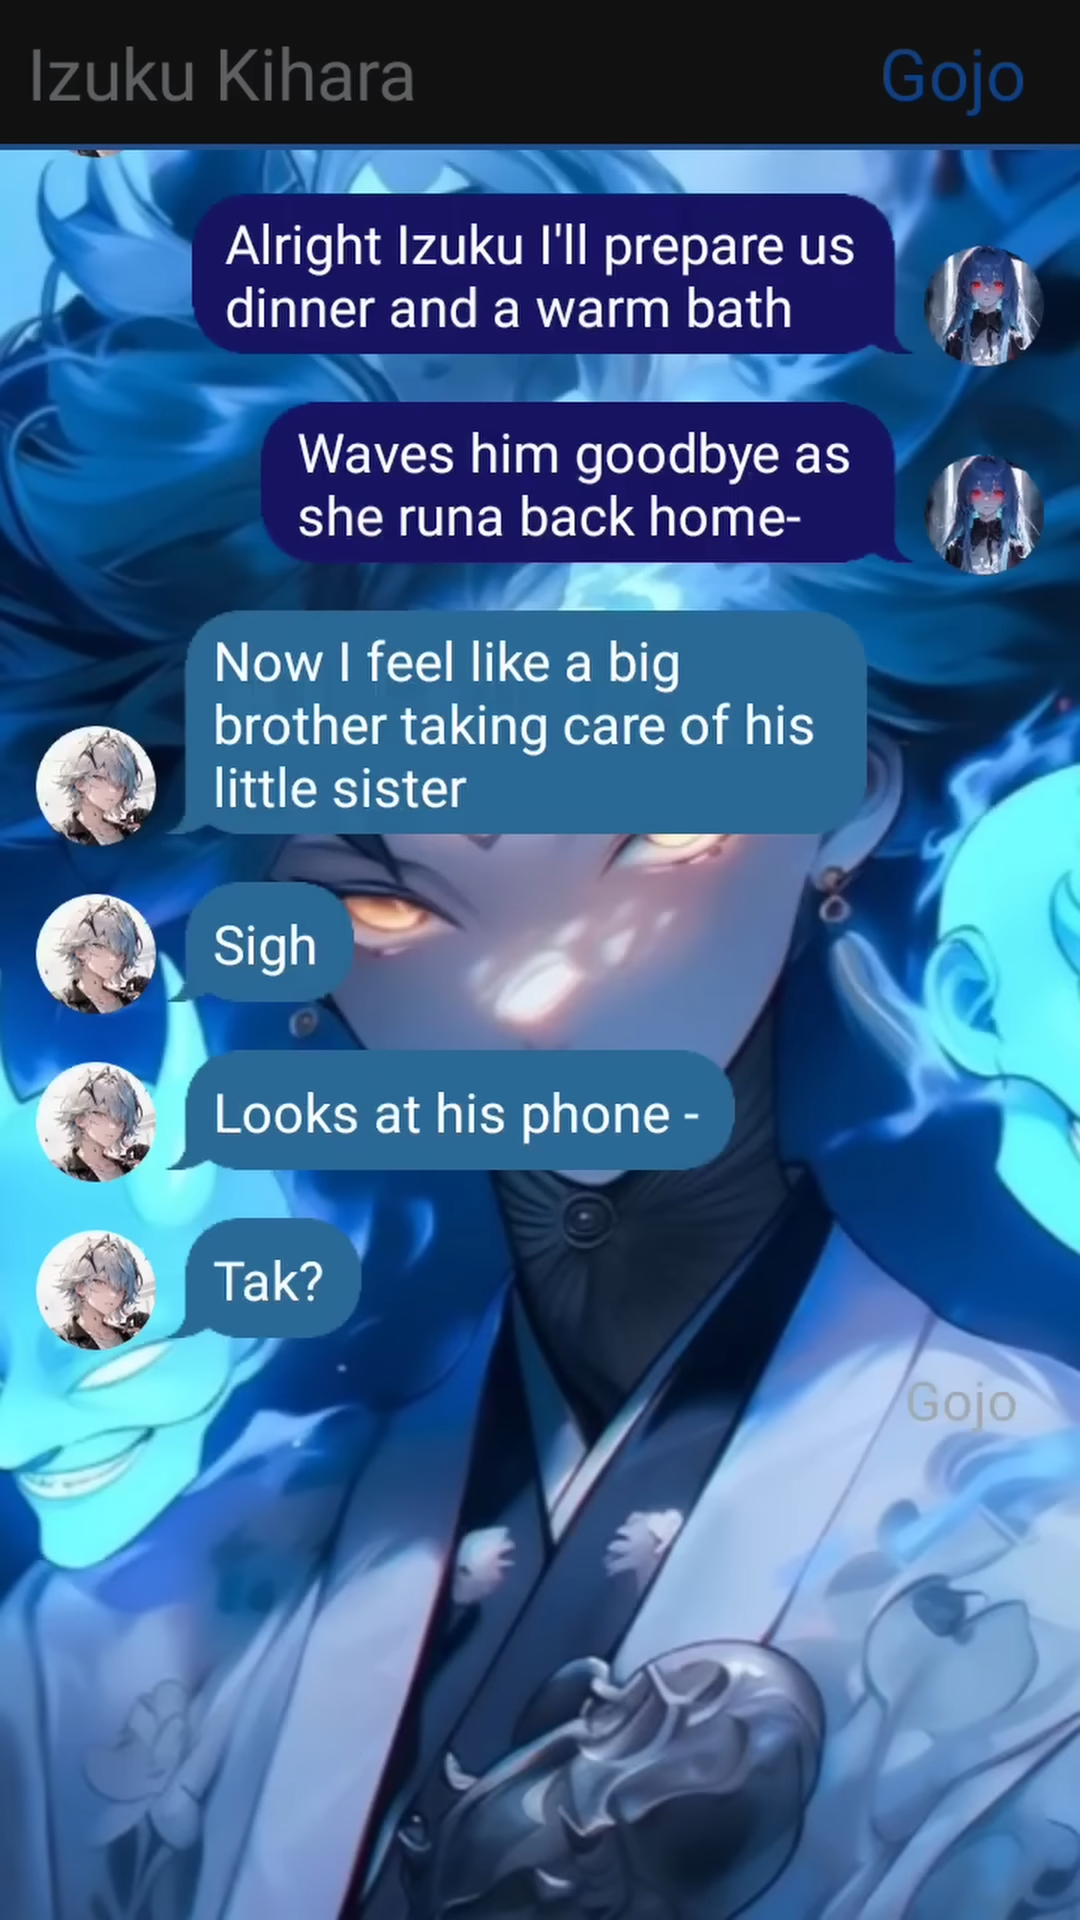 Izuku Kihara
Gojo
Alright Izuku I'll prepare us
dinner and a warm bath
Waves him goodbye as
she runa back home-
Now I feel like a big
brother taking care of his
little sister
Sigh
Looks at his phone -
Tak?
Gojo